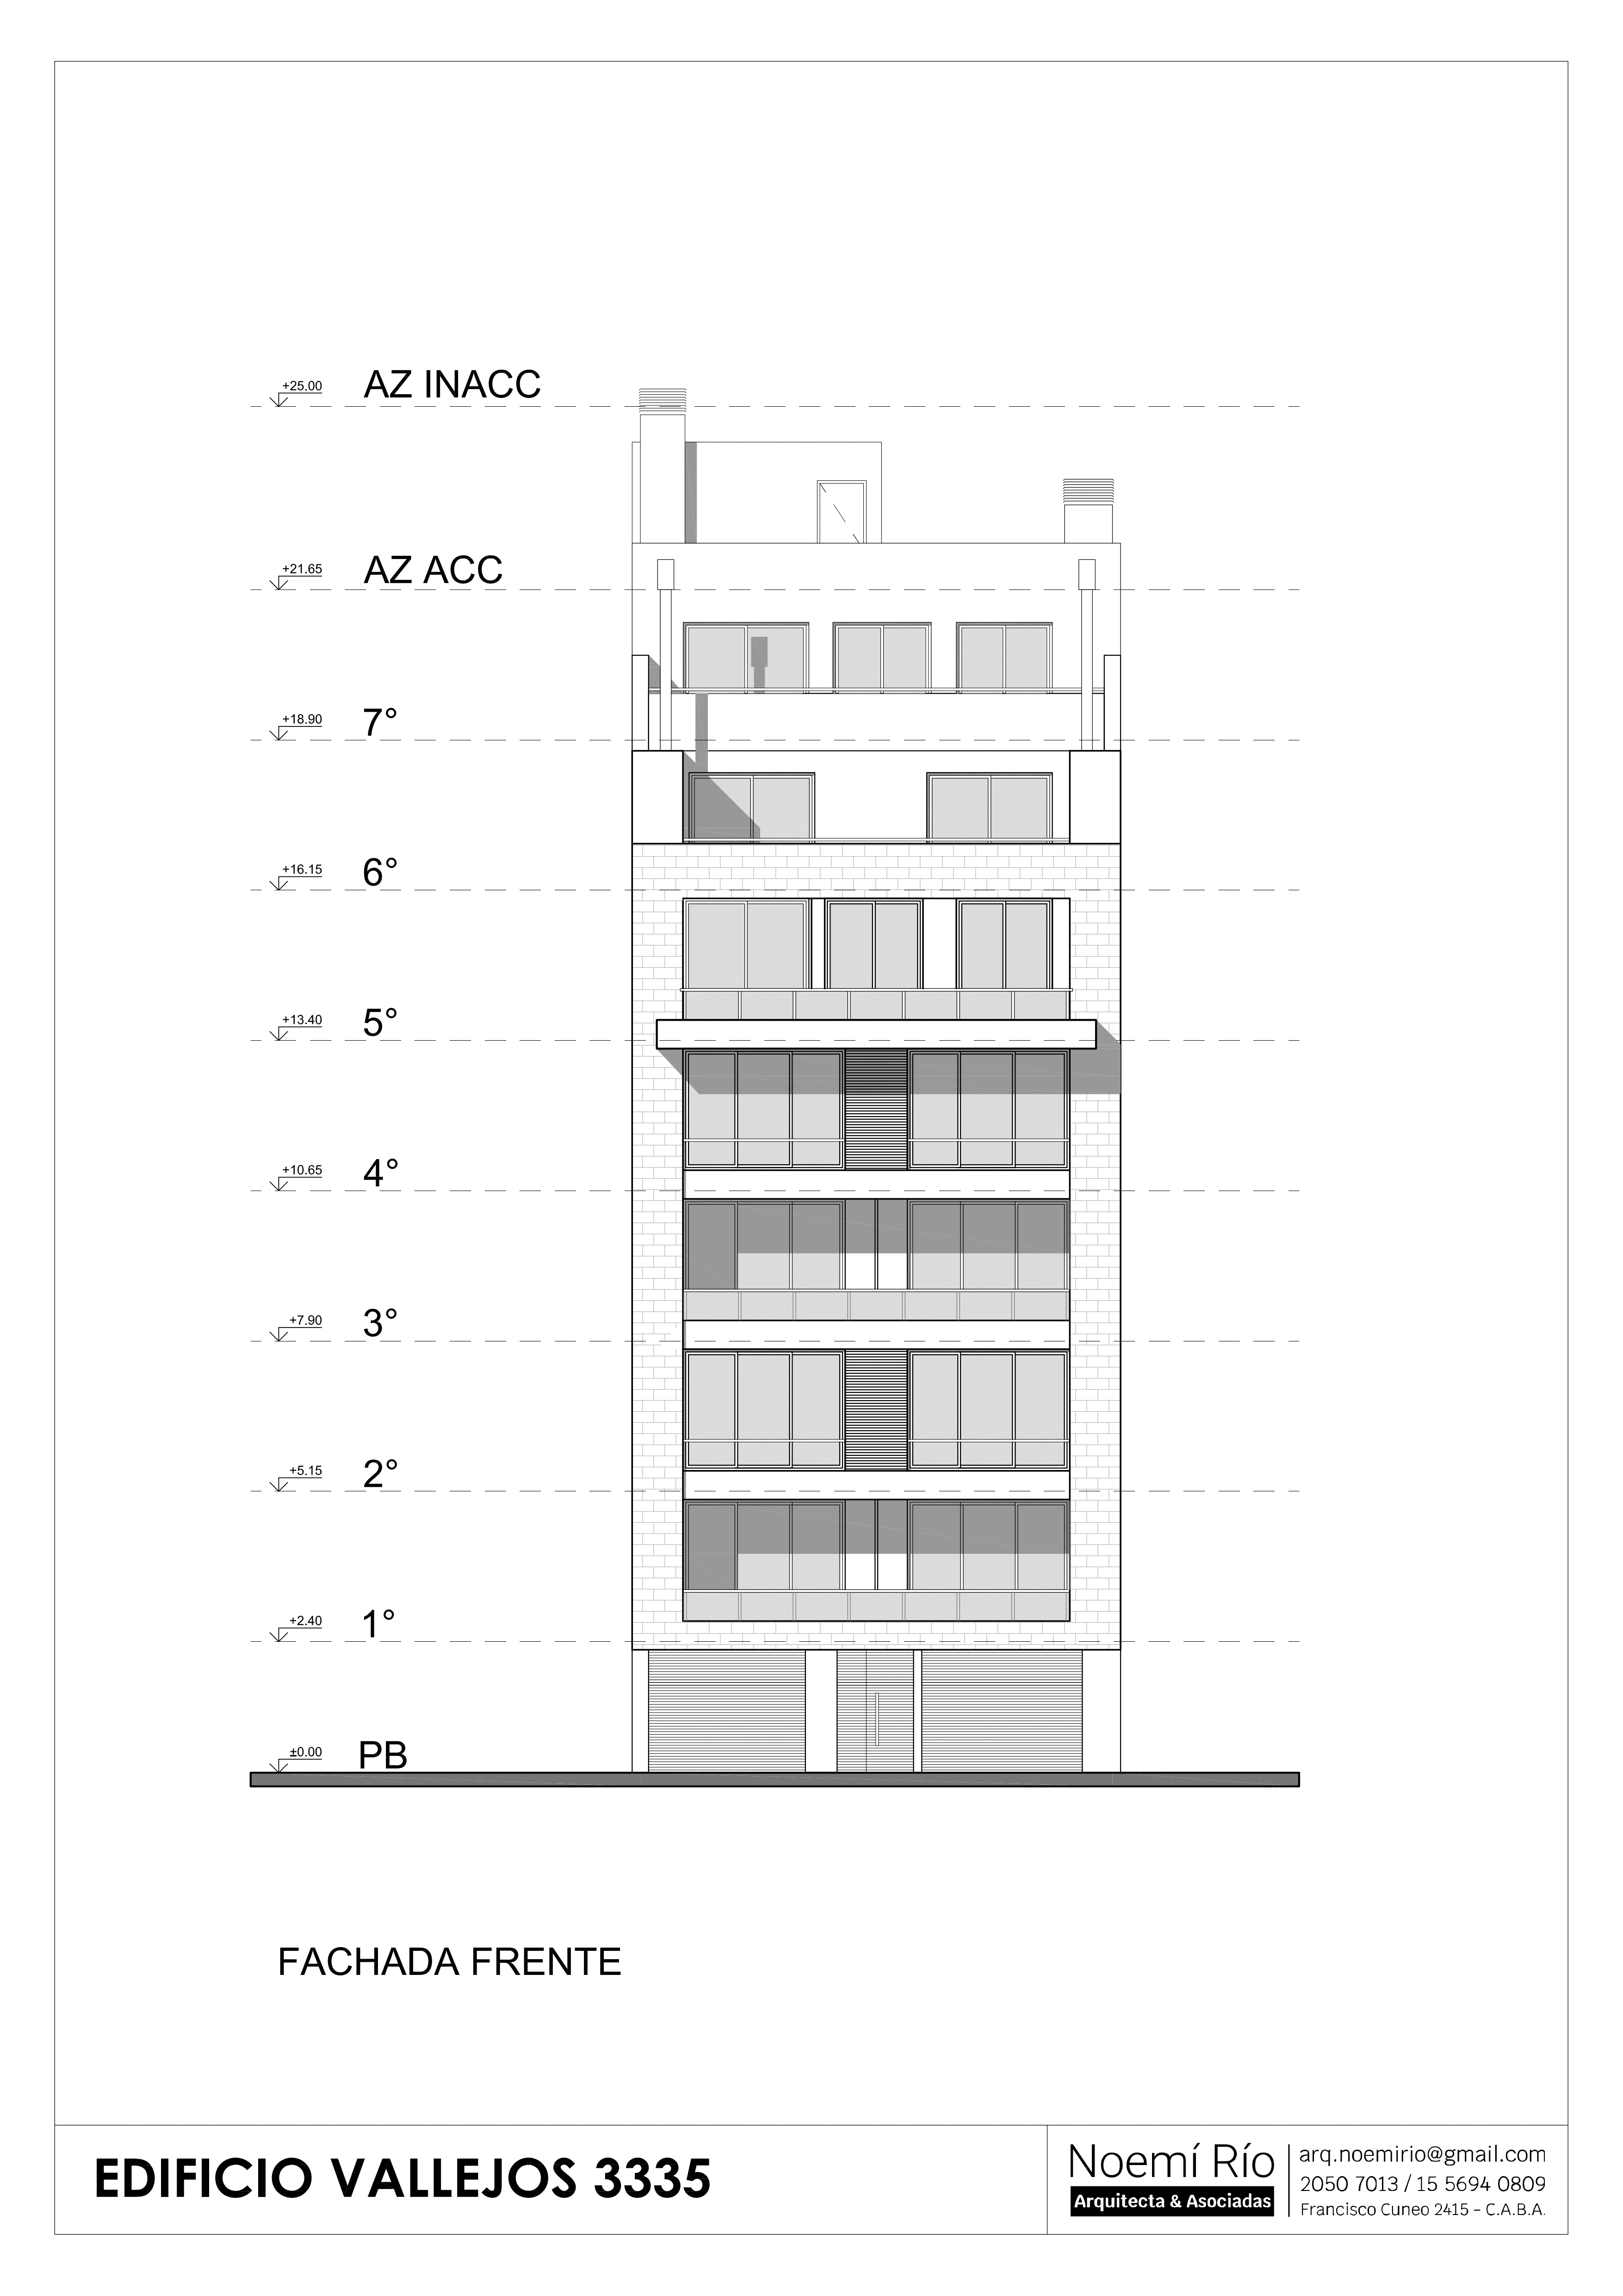 +25.00 AZ INACC
+21.65 AZ ACC
+18.90 7°
+16.15 6°
+13.40 5°
+10.65 4°
+7.90 3°
+5.15 2°
+2.40 1°
±0.00 PB
FACHADA FRENTE
EDIFICIO VALLEJOS 3335
Noemí Río
Arquitecta & Asociadas
arq.noemirio@gmail.com
2050 7013 / 15 5694 0809
Francisco Cuneo 2415 - C.A.B.A.